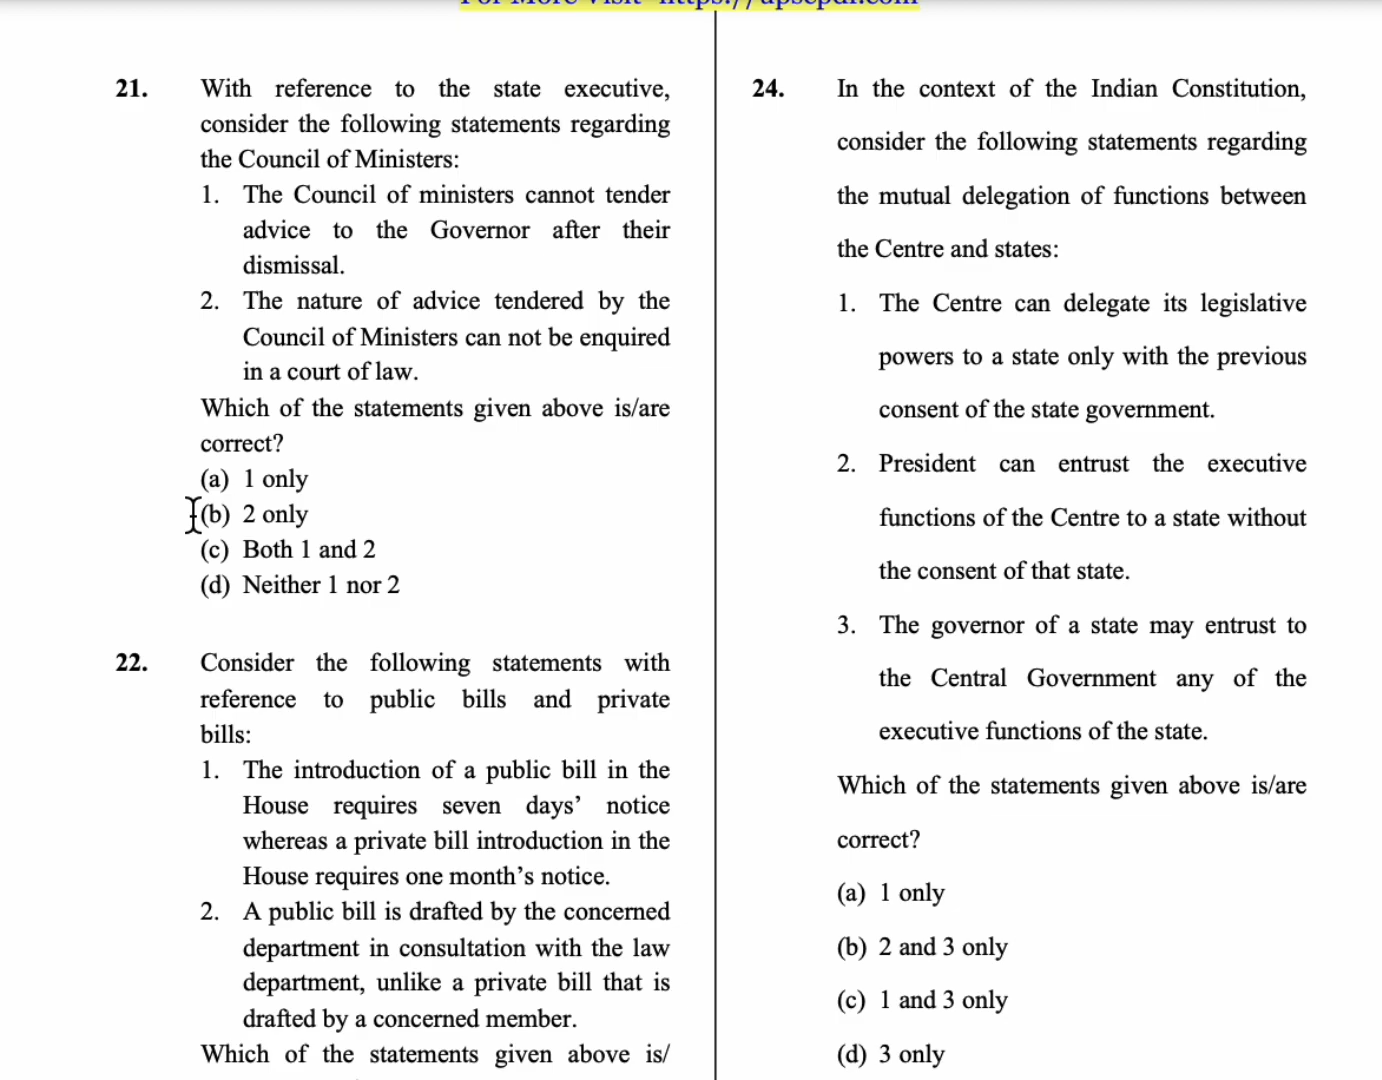 For More Visit - https://upscpdf.com
21. With reference to the state executive,
consider the following statements regarding
the Council of Ministers:
1. The Council of ministers cannot tender
advice to the Governor after their
dismissal.
2. The nature of advice tendered by the
Council of Ministers can not be enquired
in a court of law.
Which of the statements given above is/are
correct?
(a) 1 only
(b) 2 only
(c) Both 1 and 2
(d) Neither 1 nor 2
22. Consider the following statements with
reference to public bills and private
bills:
1. The introduction of a public bill in the
House requires seven days’ notice
whereas a private bill introduction in the
House requires one month’s notice.
2. A public bill is drafted by the concerned
department in consultation with the law
department, unlike a private bill that is
drafted by a concerned member.
Which of the statements given above is/
24. In the context of the Indian Constitution,
consider the following statements regarding
the mutual delegation of functions between
the Centre and states:
1. The Centre can delegate its legislative
powers to a state only with the previous
consent of the state government.
2. President can entrust the executive
functions of the Centre to a state without
the consent of that state.
3. The governor of a state may entrust to
the Central Government any of the
executive functions of the state.
Which of the statements given above is/are
correct?
(a) 1 only
(b) 2 and 3 only
(c) 1 and 3 only
(d) 3 only